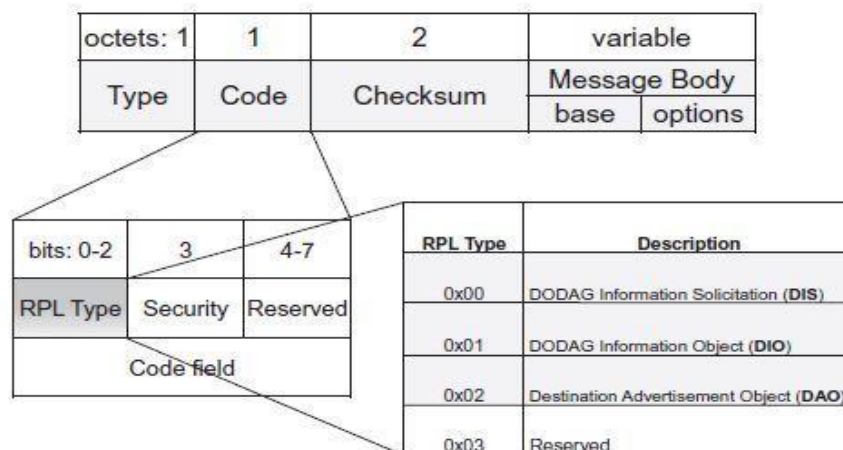 octets: 1 1 2 variable
Type Code Checksum Message Body
base options
bits: 0-2 3 4-7
RPL Type Security Reserved
Code field
RPL Type Description
0x00 DODAG Information Solicitation (DIS)
0x01 DODAG Information Object (DIO)
0x02 Destination Advertisement Object (DAO)
0x03 Reserved